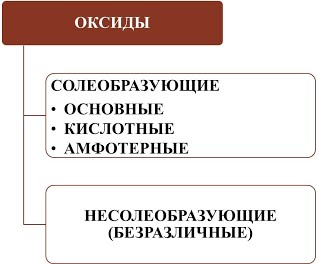 ОКСИДЫ
СОЛЕОБРАЗУЮЩИЕ
• ОСНОВНЫЕ
• КИСЛОТНЫЕ
• АМФОТЕРНЫЕ
НЕСОЛЕОБРАЗУЮЩИЕ
(БЕЗРАЗЛИЧНЫЕ)